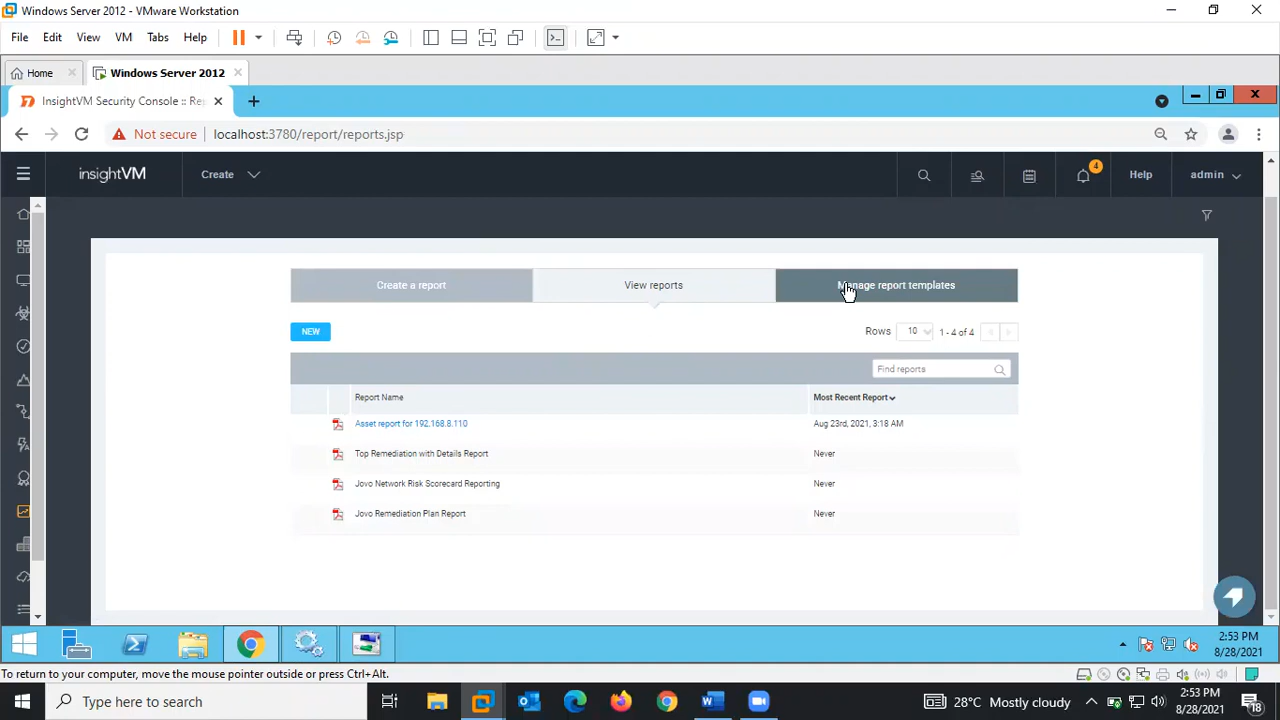 Windows Server 2012 - VMware Workstation
File Edit View VM Tabs Help
Home Windows Server 2012
InsightVM Security Console :: Re
Not secure localhost:3780/report/reports.jsp
insightVM Create 4 Help admin
Create a report View reports Manage report templates
NEW Rows 10 1 - 4 of 4
Find reports
Report Name Most Recent Report
Asset report for 192.168.8.110 Aug 23rd, 2021, 3:18 AM
Top Remediation with Details Report Never
Jovo Network Risk Scorecard Reporting Never
Jovo Remediation Plan Report Never
2:53 PM
8/28/2021
To return to your computer, move the mouse pointer outside or press Ctrl+Alt.
Type here to search 28°C Mostly cloudy 2:53 PM
8/28/2021 18